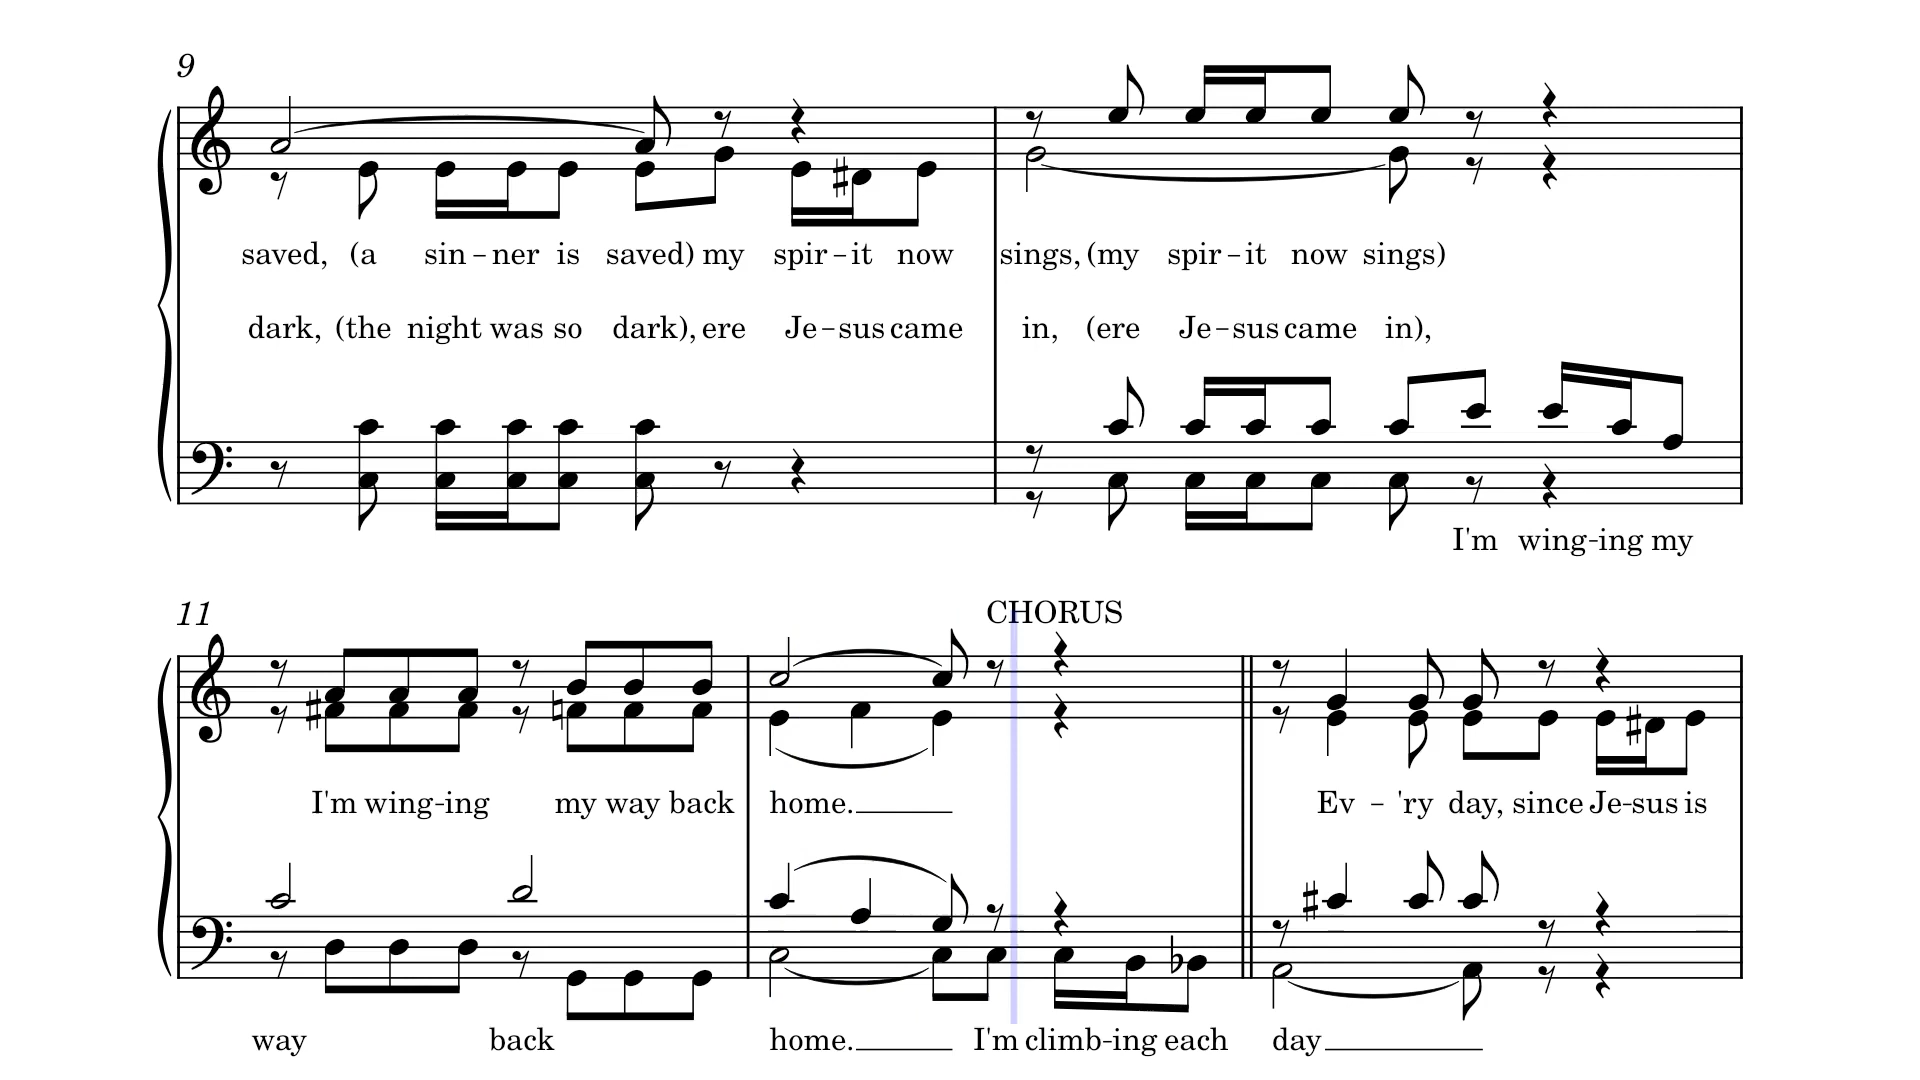 9
saved, (a sin-ner is saved) my spir-it now sings, (my spir-it now sings)
dark, (the night was so dark), ere Je-sus came in, (ere Je-sus came in),
I'm wing-ing my
11
CHORUS
I'm wing-ing my way back home. Ev - 'ry day, since Je-sus is
way back home. I'm climb-ing each day